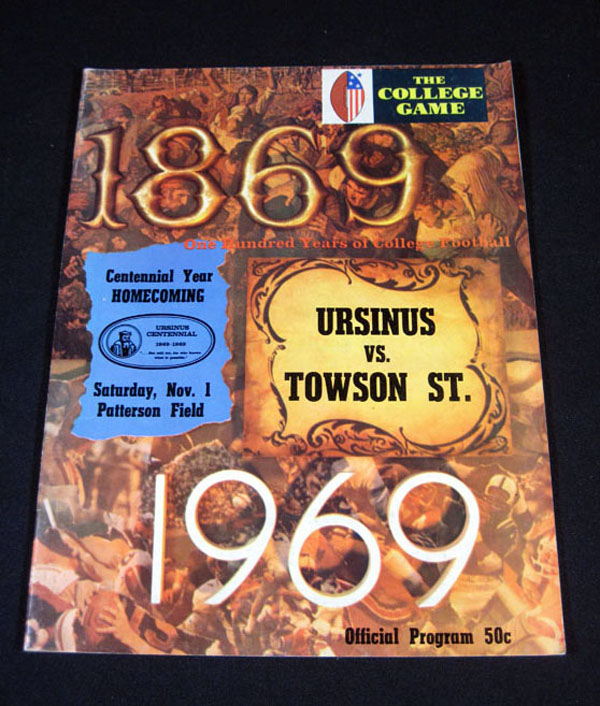 THE
COLLEGE
GAME
1869
One Hundred Years of College Football
Centennial Year
HOMECOMING
URSINUS
CENTENNIAL
1869-1969
Saturday, Nov. 1
Patterson Field
URSINUS
VS.
TOWSON ST.
1969
Official Program 50c